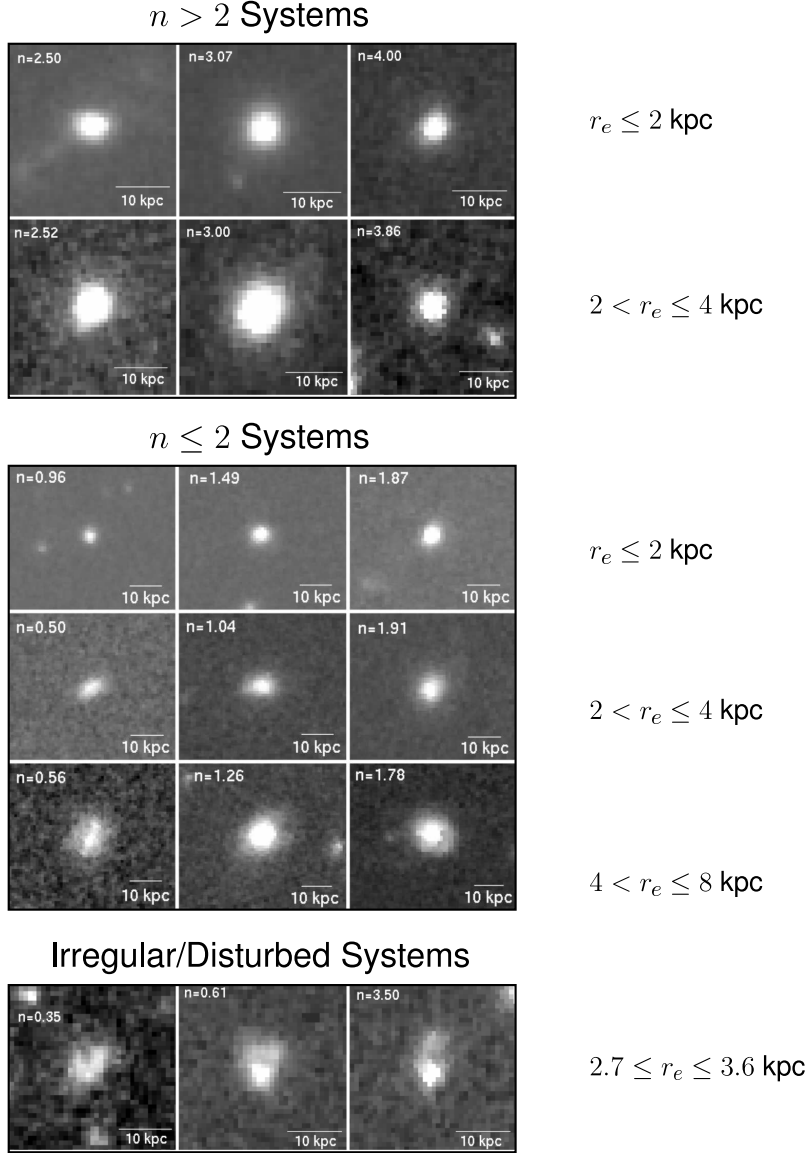 n > 2 Systems
n=2.50 n=3.07 n=4.00
10 kpc 10 kpc 10 kpc
r_e ≤ 2 kpc
n=2.52 n=3.00 n=3.86
10 kpc 10 kpc 10 kpc
2 < r_e ≤ 4 kpc
n ≤ 2 Systems
n=0.96 n=1.49 n=1.87
10 kpc 10 kpc 10 kpc
r_e ≤ 2 kpc
n=0.50 n=1.04 n=1.91
10 kpc 10 kpc 10 kpc
2 < r_e ≤ 4 kpc
n=0.56 n=1.26 n=1.78
10 kpc 10 kpc 10 kpc
4 < r_e ≤ 8 kpc
Irregular/Disturbed Systems
n=0.35 n=0.61 n=3.50
10 kpc 10 kpc 10 kpc
2.7 ≤ r_e ≤ 3.6 kpc